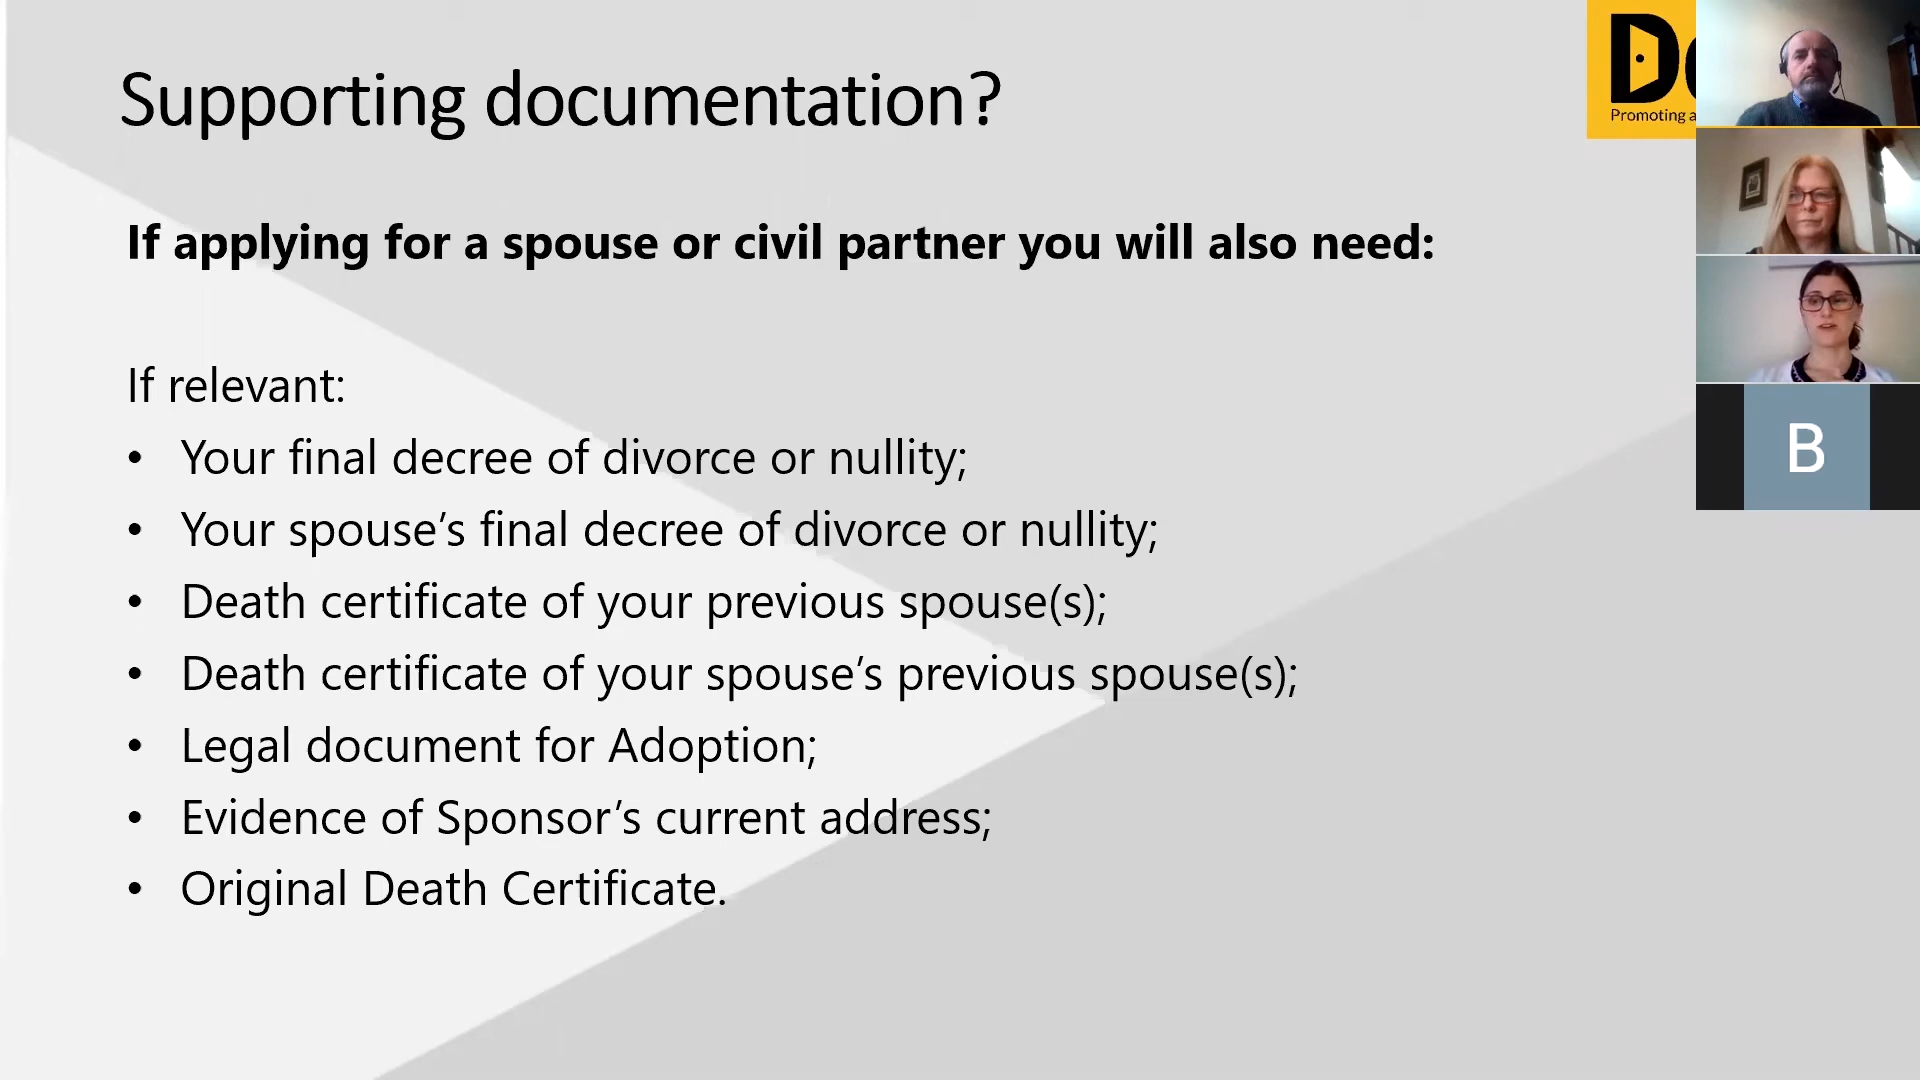 Supporting documentation?
If applying for a spouse or civil partner you will also need:
If relevant:
• Your final decree of divorce or nullity;
• Your spouse’s final decree of divorce or nullity;
• Death certificate of your previous spouse(s);
• Death certificate of your spouse’s previous spouse(s);
• Legal document for Adoption;
• Evidence of Sponsor’s current address;
• Original Death Certificate.
Promoting
B